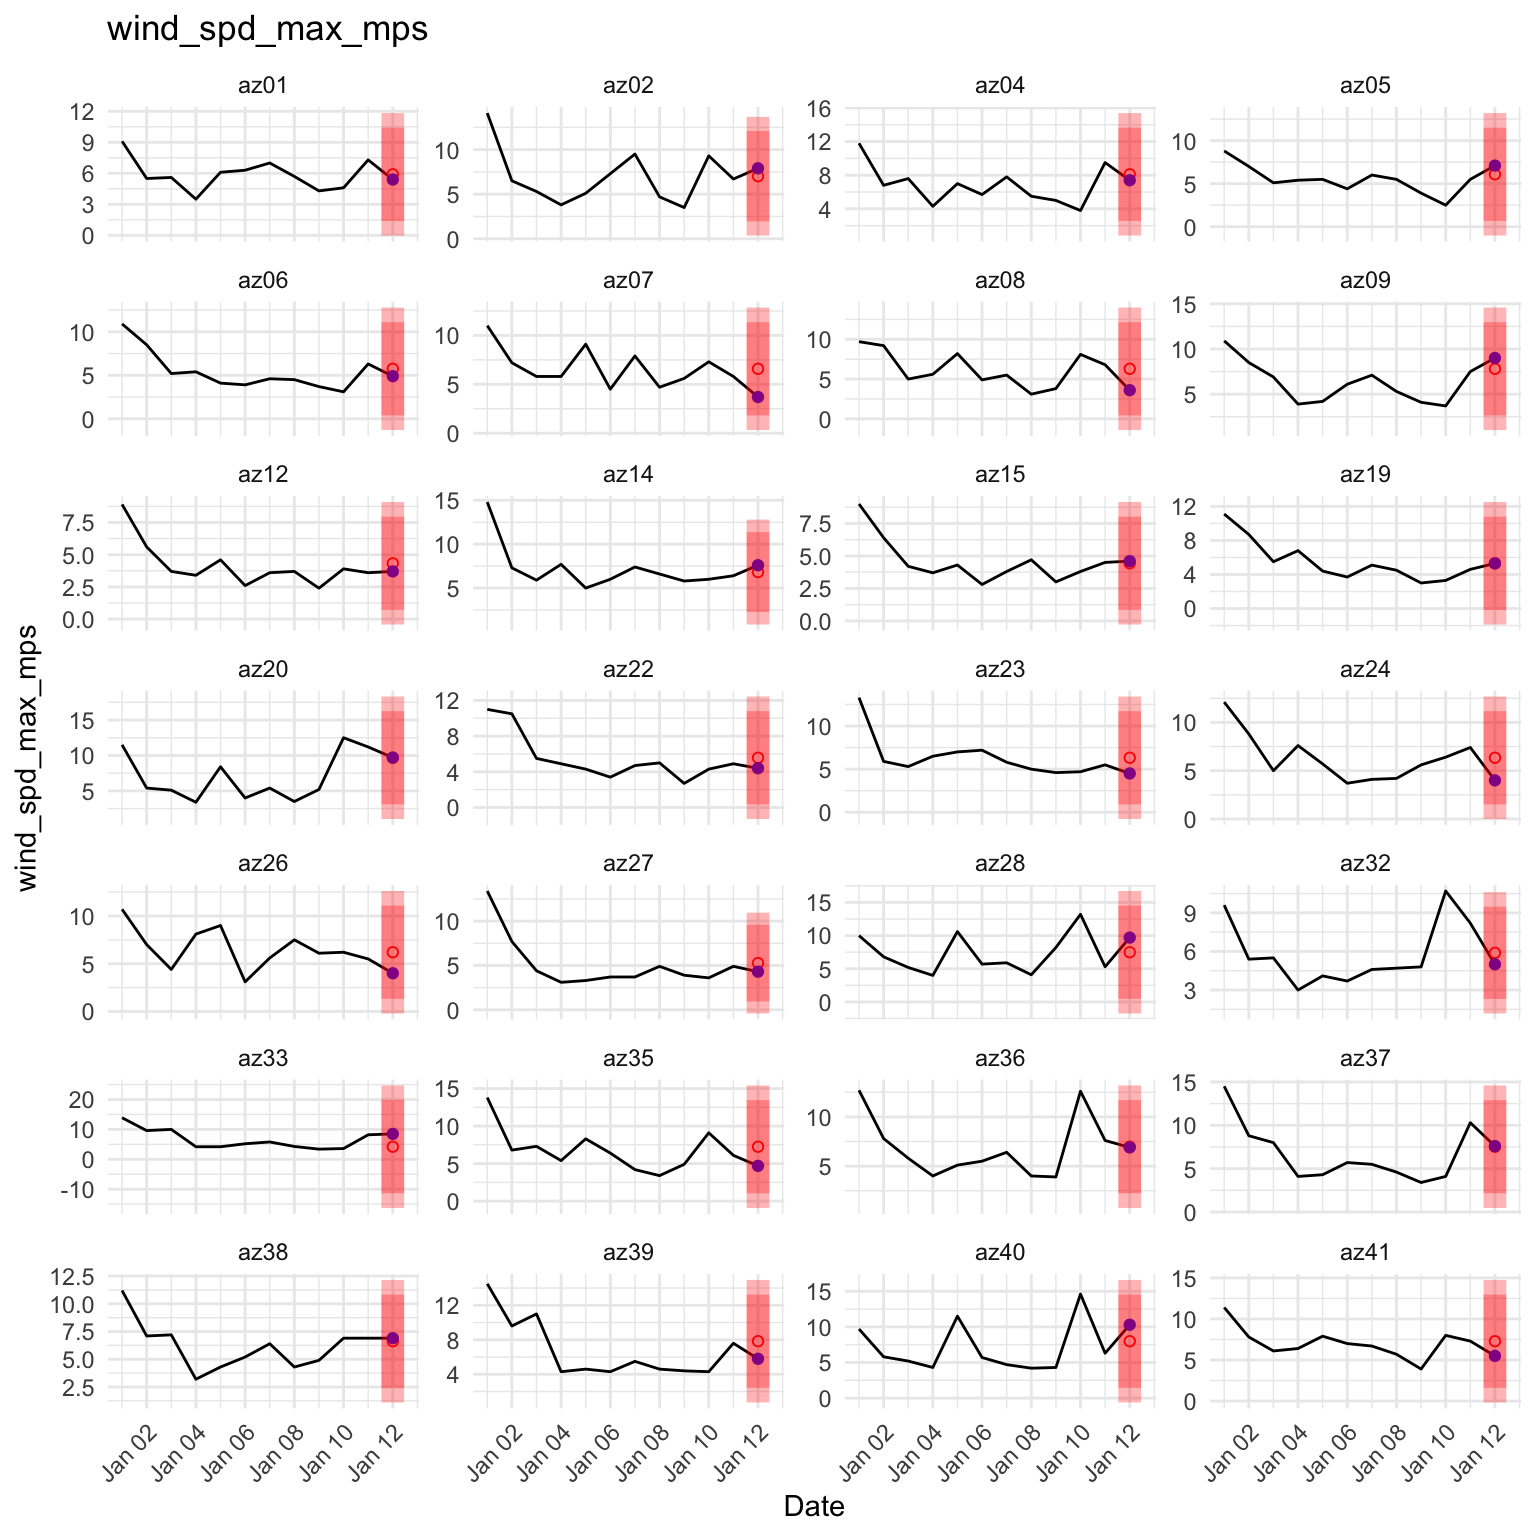 wind_spd_max_mps
az01 az02 az04 az05
12 9 6 3 0
10 5 0
16 12 8 4
10 5 0
az06 az07 az08 az09
10 5 0
10 5 0
10 5 0
15 10 5
az12 az14 az15 az19
7.5 5.0 2.5 0.0
15 10 5
7.5 5.0 2.5 0.0
12 8 4 0
az20 az22 az23 az24
15 10 5
12 8 4 0
10 5 0
10 5 0
az26 az27 az28 az32
10 5 0
10 5 0
15 10 5 0
9 6 3
az33 az35 az36 az37
20 10 0 -10
15 10 5 0
10 5
15 10 5 0
az38 az39 az40 az41
12.5 10.0 7.5 5.0 2.5
12 8 4
15 10 5 0
15 10 5 0
Jan 02 Jan 04 Jan 06 Jan 08 Jan 10 Jan 12
Jan 02 Jan 04 Jan 06 Jan 08 Jan 10 Jan 12
Jan 02 Jan 04 Jan 06 Jan 08 Jan 10 Jan 12
Jan 02 Jan 04 Jan 06 Jan 08 Jan 10 Jan 12
Date
wind_spd_max_mps